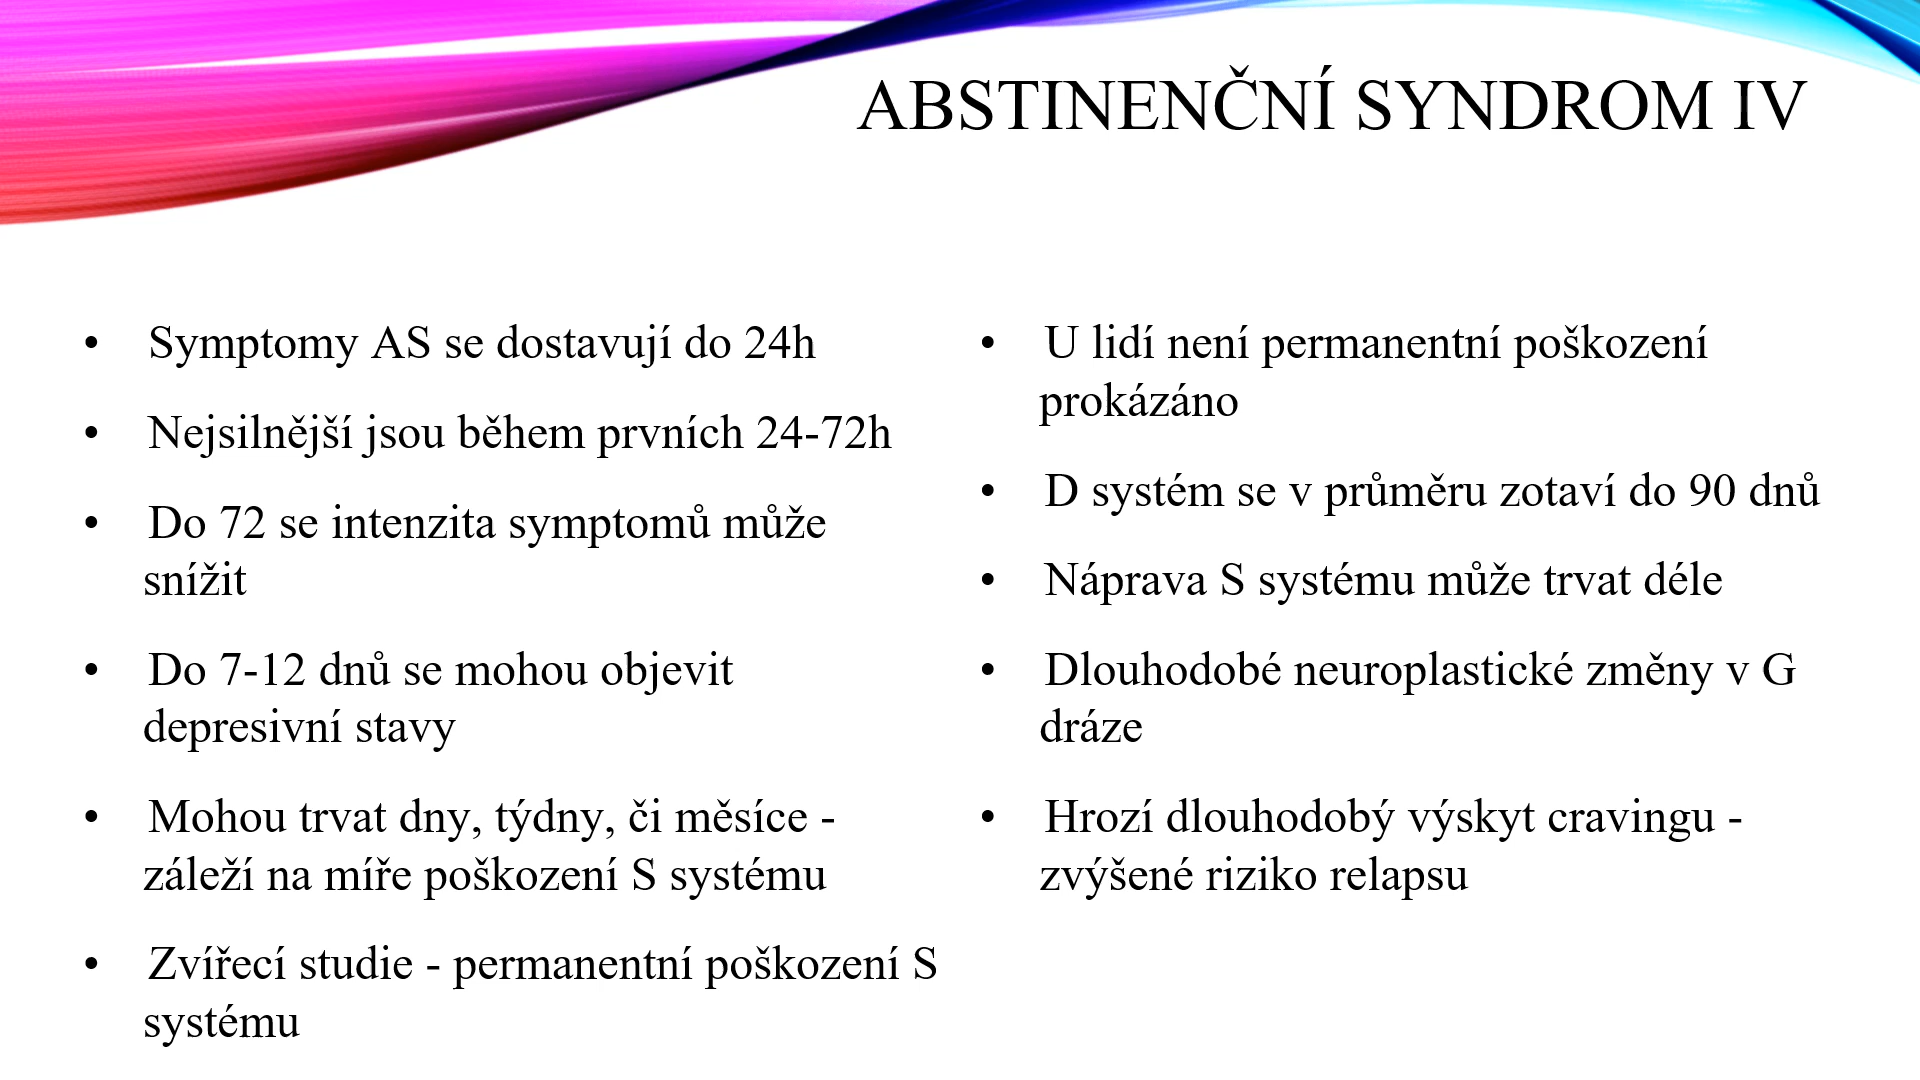 ABSTINENČNÍ SYNDROM IV
• Symptomy AS se dostavují do 24h
• Nejsilnější jsou během prvních 24-72h
• Do 72 se intenzita symptomů může
snížit
• Do 7-12 dnů se mohou objevit
depresivní stavy
• Mohou trvat dny, týdny, či měsíce -
záleží na míře poškození S systému
• Zvířecí studie - permanentní poškození S
systému
• U lidí není permanentní poškození
prokázáno
• D systém se v průměru zotaví do 90 dnů
• Náprava S systému může trvat déle
• Dlouhodobé neuroplastické změny v G
dráze
• Hrozí dlouhodobý výskyt cravingu -
zvýšené riziko relapsu